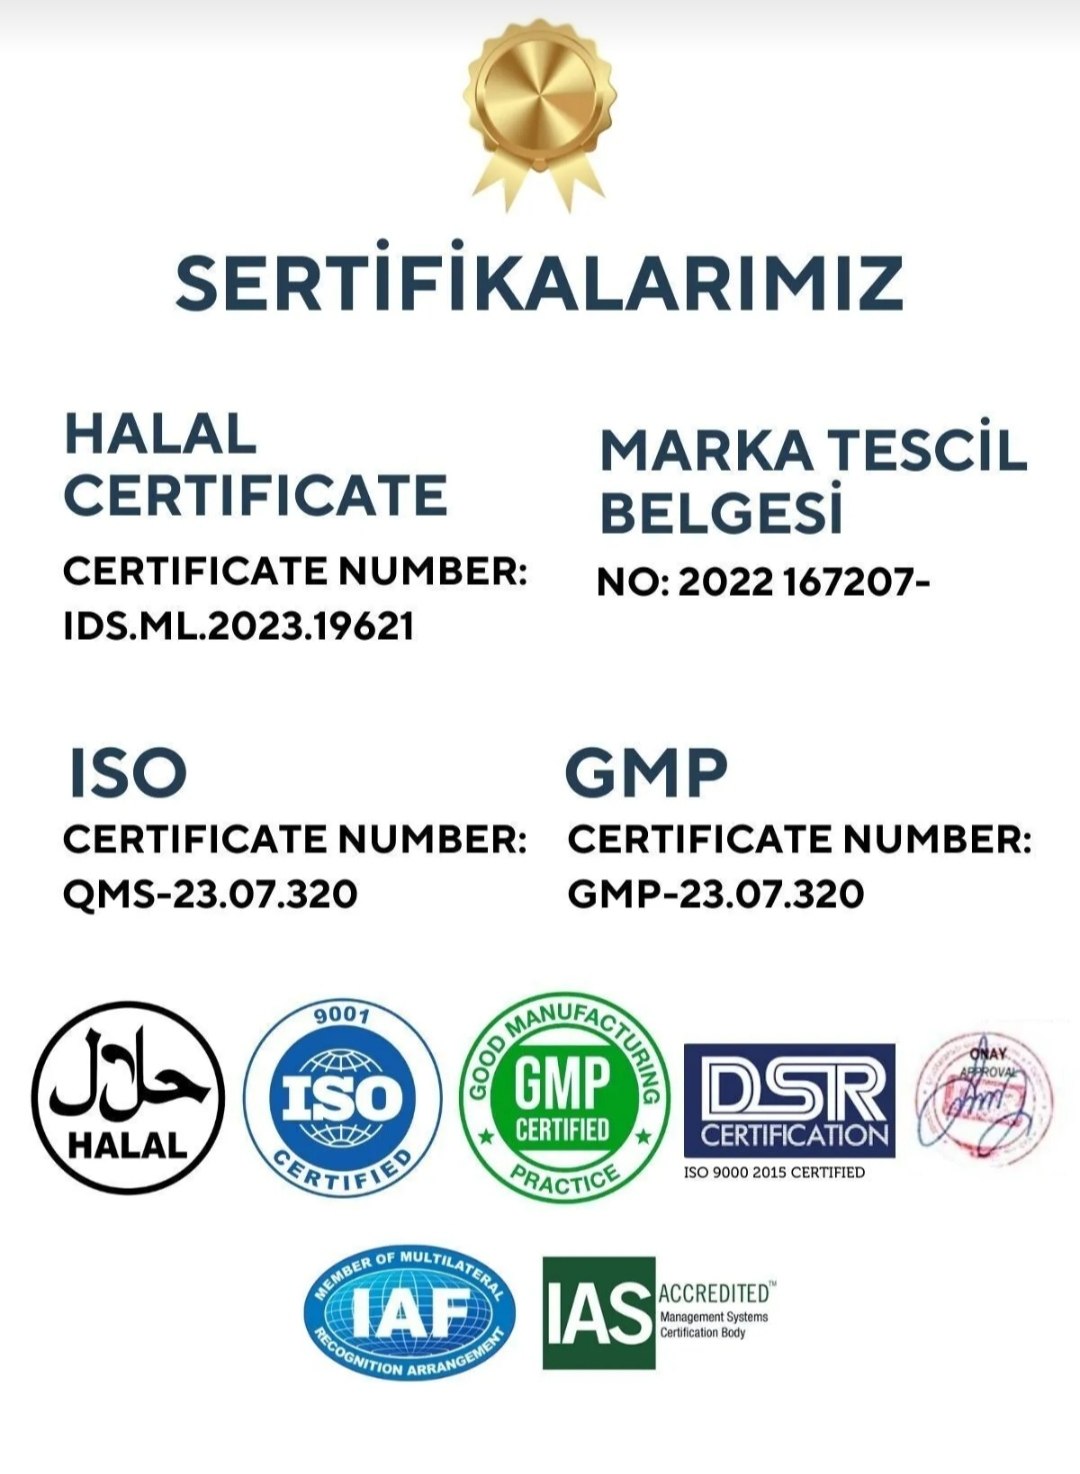 SERTİFİKALARIMIZ
HALAL
CERTIFICATE
CERTIFICATE NUMBER:
IDS.ML.2023.19621
MARKA TESCİL
BELGESİ
NO: 2022 167207-
ISO
CERTIFICATE NUMBER:
QMS-23.07.320
GMP
CERTIFICATE NUMBER:
GMP-23.07.320
حلال
HALAL
9001
ISO
CERTIFIED
GOOD MANUFACTURING
GMP
CERTIFIED
PRACTICE
DSR
CERTIFICATION
ISO 9000 2015 CERTIFIED
ONAY
APPROVAL
MEMBER OF MULTILATERAL
IAF
RECOGNITION ARRANGEMENT
IAS
ACCREDITED™
Management Systems
Certification Body